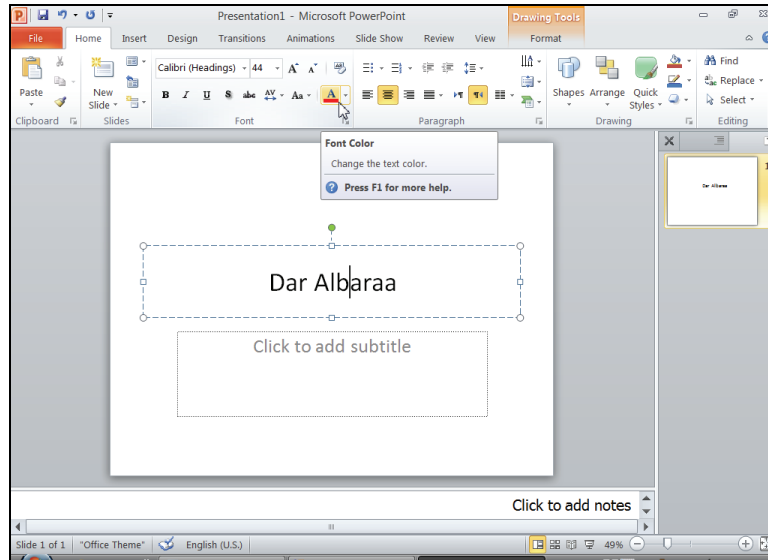 Presentation1 - Microsoft PowerPoint
Drawing Tools
File Home Insert Design Transitions Animations Slide Show Review View Format
Calibri (Headings) 44
Find
Replace
Select
Paste
New
Slide
Shapes Arrange Quick
Styles
Clipboard Slides Font Paragraph Drawing Editing
Font Color
Change the text color.
Press F1 for more help.
Dar Albaraa
Click to add subtitle
1
Dar Albaraa
Click to add notes
Slide 1 of 1 "Office Theme" English (U.S.) 49%